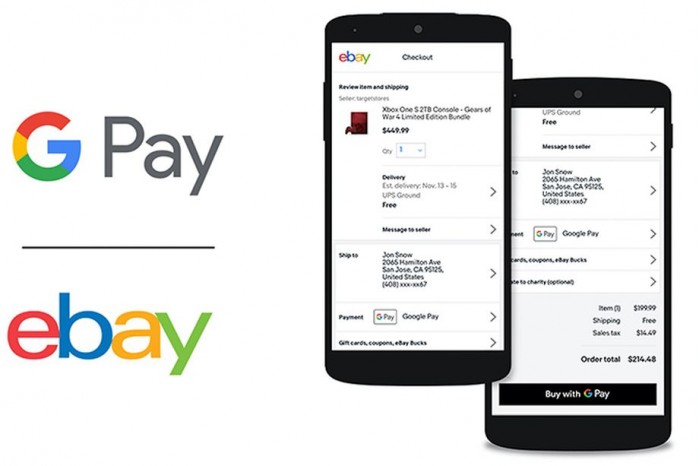 G Pay
ebay
ebay
Checkout
Review item and shipping
Seller: targetstores
Xbox One S 2TB Console - Gears of
War 4 Limited Edition Bundle
$449.99
Qty 1
Delivery
Est. delivery: Nov. 13 - 15
UPS Ground
Free
Message to seller
Ship to
Jon Snow
2065 Hamilton Ave
San Jose, CA 95125,
United States
(408) xxx-xx67
Payment G Pay Google Pay
Gift cards, coupons, eBay Bucks
UPS Ground
Free
Message to seller
to
Jon Snow
2065 Hamilton Ave
San Jose, CA 95125,
United States
(408) xxx-xx67
ment G Pay Google Pay
cards, coupons, eBay Bucks
ate to charity (optional)
Item (1) $199.99
Shipping Free
Sales tax $14.49
Order total $214.48
Buy with G Pay